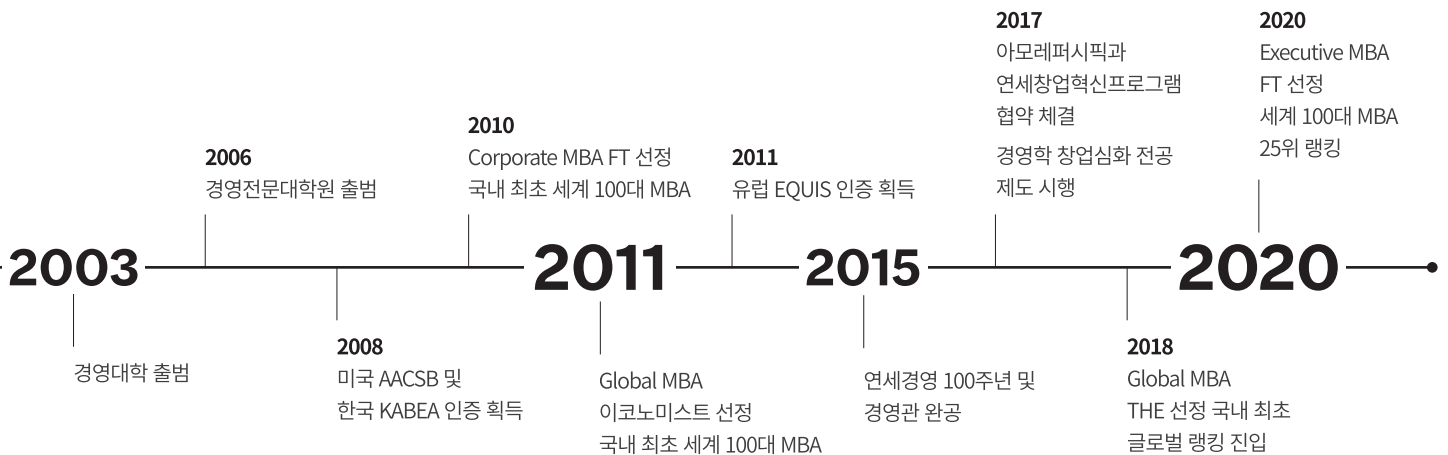 2003
경영대학 출범
2006
경영전문대학원 출범
2008
미국 AACSB 및
한국 KABEA 인증 획득
2010
Corporate MBA FT 선정
국내 최초 세계 100대 MBA
2011
Global MBA
이코노미스트 선정
국내 최초 세계 100대 MBA
2011
유럽 EQUIS 인증 획득
2015
연세경영 100주년 및
경영관 완공
2017
아모레퍼시픽과
연세창업혁신프로그램
협약 체결
경영학 창업심화 전공
제도 시행
2018
Global MBA
THE 선정 국내 최초
글로벌 랭킹 진입
2020
Executive MBA
FT 선정
세계 100대 MBA
25위 랭킹
2020